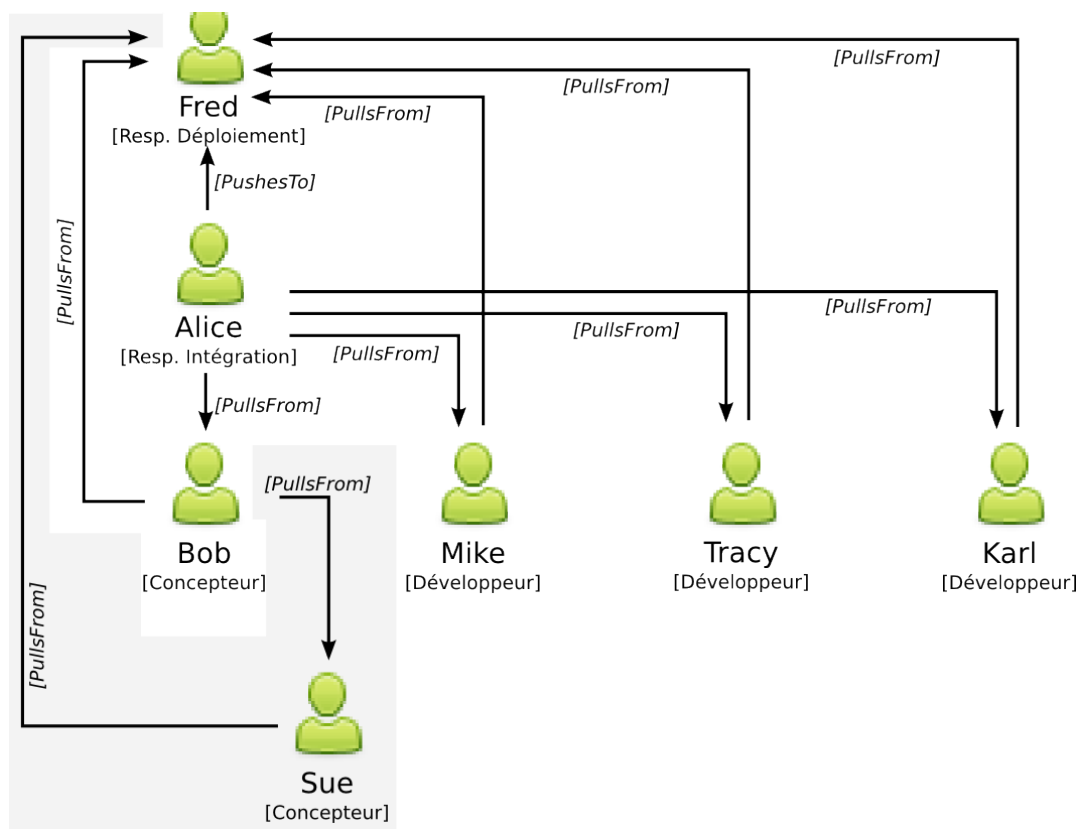 [PullsFrom]
[PullsFrom]
[PullsFrom]
Fred
[Resp. Déploiement]
[PushesTo]
[PullsFrom]
Alice
[Resp. Intégration]
[PullsFrom]
[PullsFrom]
[PullsFrom]
[PullsFrom]
[PullsFrom]
Bob
[Concepteur]
Mike
[Développeur]
Tracy
[Développeur]
Karl
[Développeur]
[PullsFrom]
Sue
[Concepteur]